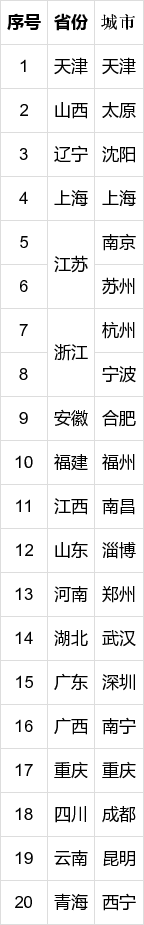 序号 省份 城市
1 天津 天津
2 山西 太原
3 辽宁 沈阳
4 上海 上海
5 江苏 南京
6 苏州
7 浙江 杭州
8 宁波
9 安徽 合肥
10 福建 福州
11 江西 南昌
12 山东 淄博
13 河南 郑州
14 湖北 武汉
15 广东 深圳
16 广西 南宁
17 重庆 重庆
18 四川 成都
19 云南 昆明
20 青海 西宁